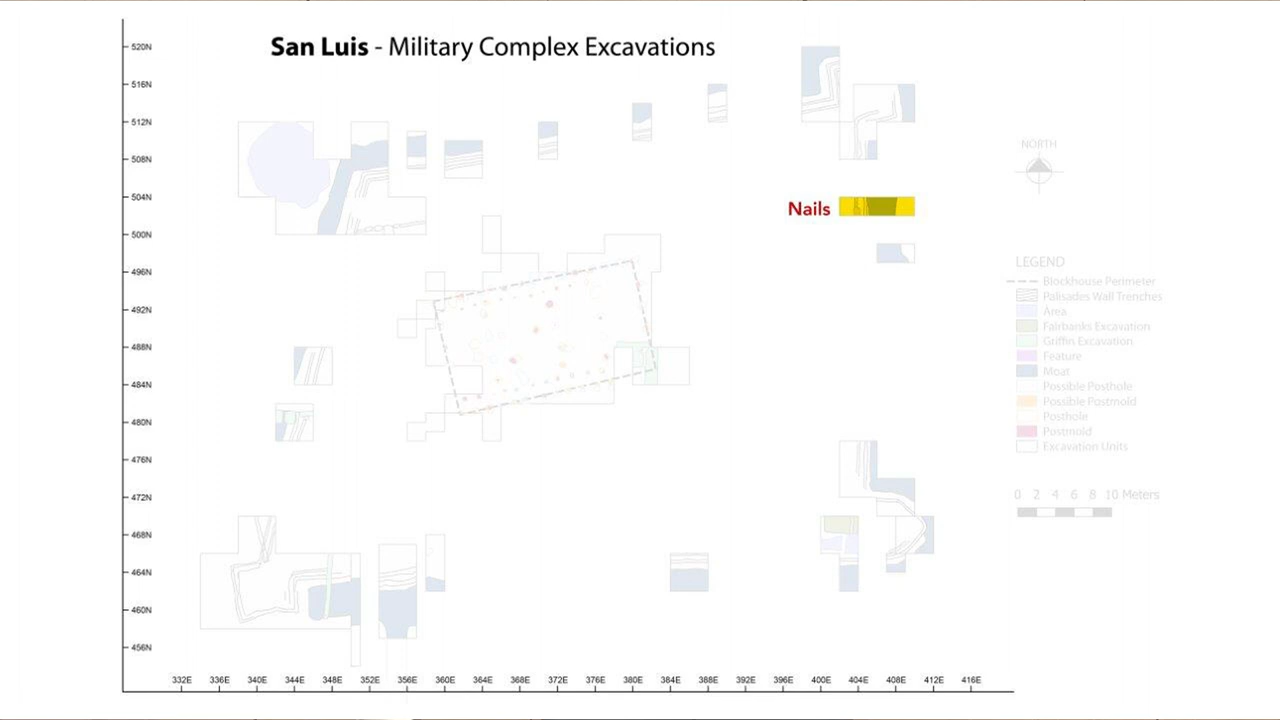 San Luis - Military Complex Excavations
520N
516N
512N
508N
504N
500N
496N
492N
488N
484N
480N
476N
472N
468N
464N
460N
456N
332E 336E 340E 344E 348E 352E 356E 360E 364E 368E 372E 376E 380E 384E 388E 392E 396E 400E 404E 408E 412E 416E
Nails
NORTH
LEGEND
Blockhouse Perimeter
Palisades Wall Trenches
Area
Fairbanks Excavation
Griffin Excavation
Feature
Moat
Possible Posthole
Possible Postmold
Posthole
Postmold
Excavation Units
0 2 4 6 8 10 Meters